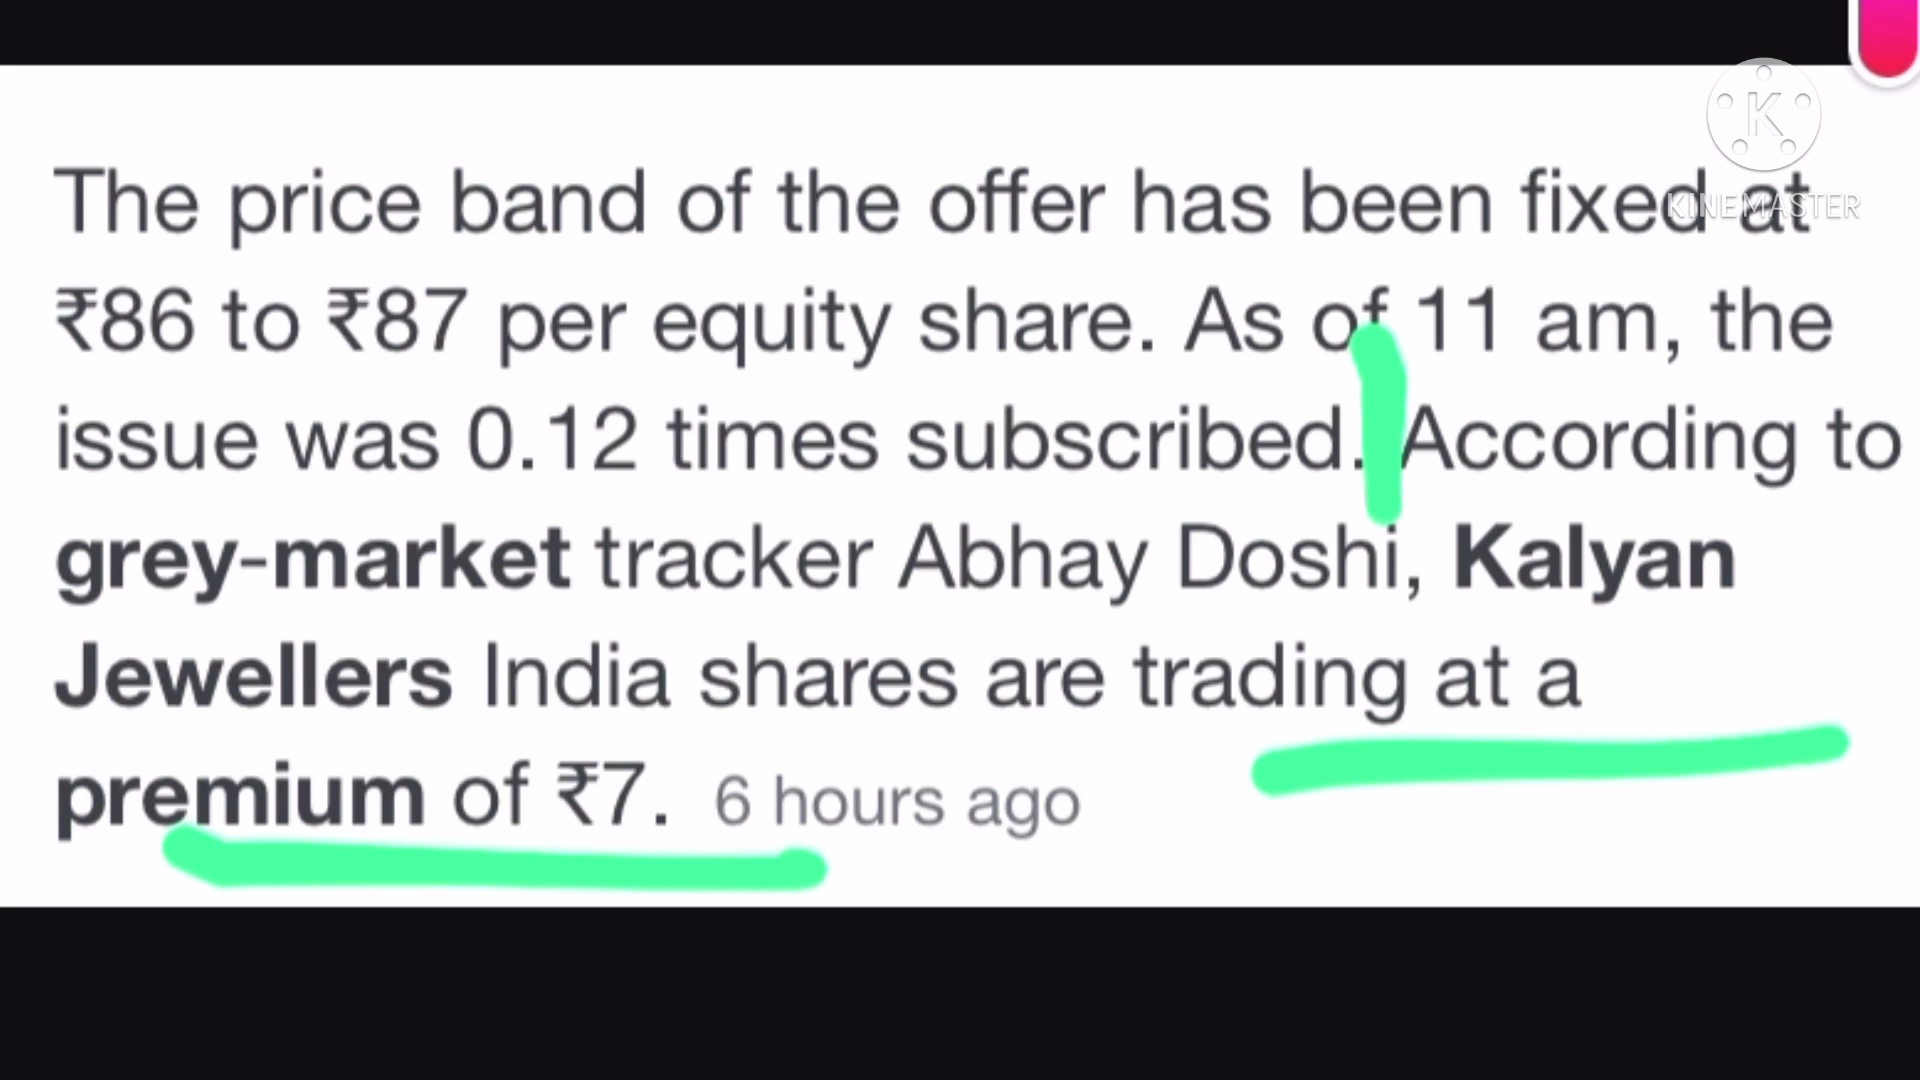 K
KINEMASTER
The price band of the offer has been fixed at
₹86 to ₹87 per equity share. As of 11 am, the
issue was 0.12 times subscribed. According to
grey-market tracker Abhay Doshi, Kalyan
Jewellers India shares are trading at a
premium of ₹7. 6 hours ago